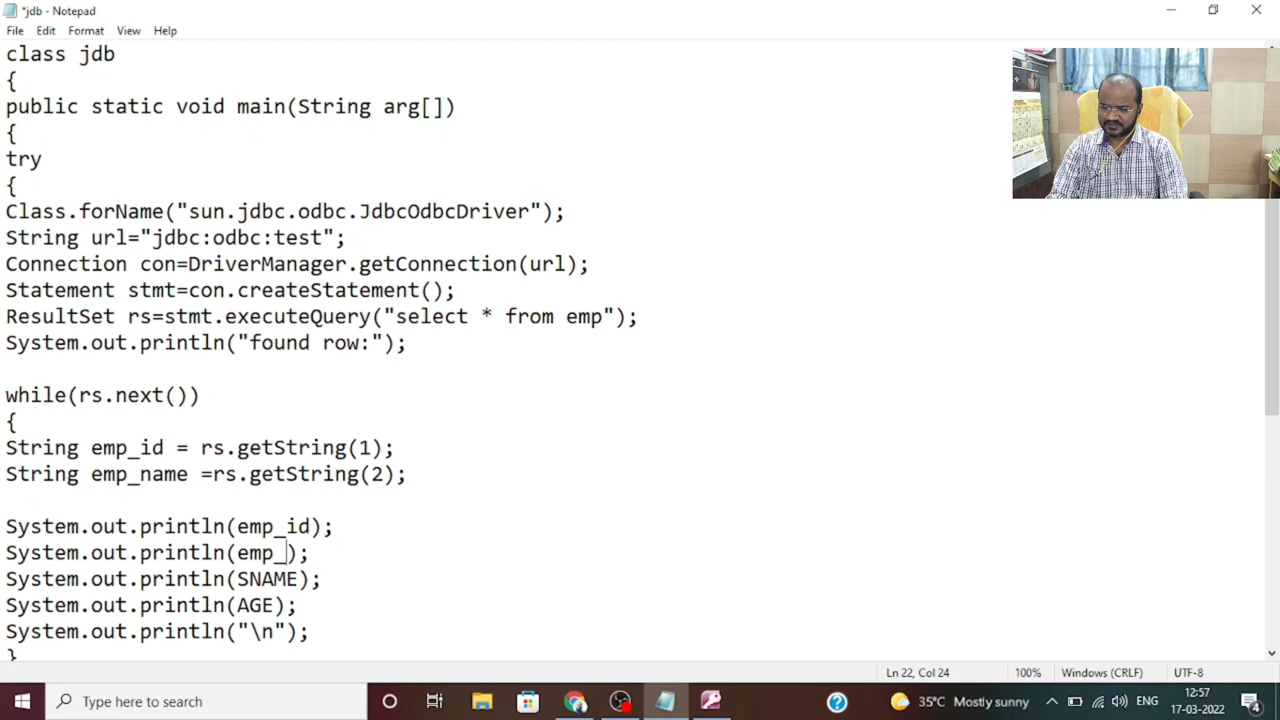 *jdb - Notepad
File Edit Format View Help
class jdb
{
public static void main(String arg[])
{
try
{
Class.forName("sun.jdbc.odbc.JdbcOdbcDriver");
String url="jdbc:odbc:test";
Connection con=DriverManager.getConnection(url);
Statement stmt=con.createStatement();
ResultSet rs=stmt.executeQuery("select * from emp");
System.out.println("found row:");
while(rs.next())
{
String emp_id = rs.getString(1);
String emp_name =rs.getString(2);
System.out.println(emp_id);
System.out.println(emp_);
System.out.println(SNAME);
System.out.println(AGE);
System.out.println("\n");
}
Ln 22, Col 24 100% Windows (CRLF) UTF-8
Type here to search
35°C Mostly sunny ENG 12:57 4
17-03-2022